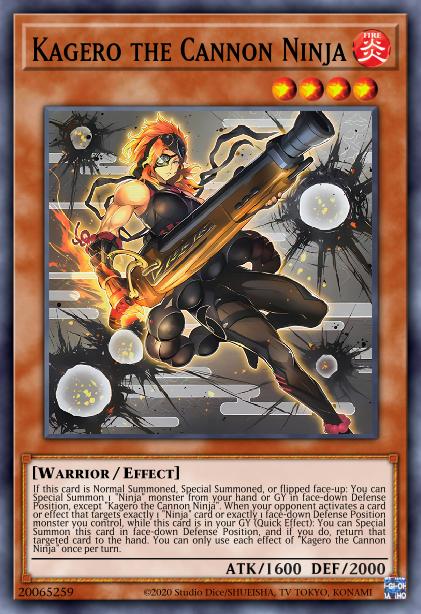 Kagero the Cannon Ninja
FIRE
炎
[Warrior / Effect]
If this card is Normal Summoned, Special Summoned, or flipped face-up: You can
Special Summon 1 "Ninja" monster from your hand or GY in face-down Defense
Position, except "Kagero the Cannon Ninja". When your opponent activates a card
or effect that targets exactly 1 "Ninja" card or exactly 1 face-down Defense Position
monster you control, while this card is in your GY (Quick Effect): You can Special
Summon this card in face-down Defense Position, and if you do, return that
targeted card to the hand. You can only use each effect of "Kagero the Cannon
Ninja" once per turn.
ATK/1600 DEF/2000
20065259
©2020 Studio Dice/SHUEISHA, TV TOKYO, KONAMI